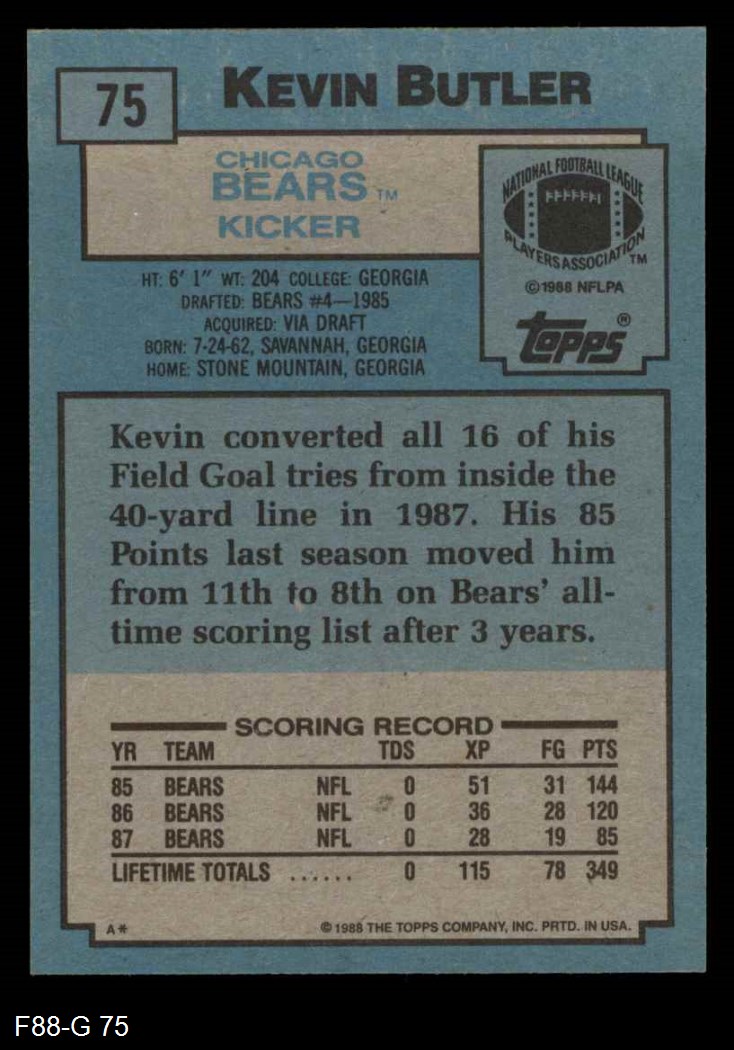 75
KEVIN BUTLER
CHICAGO
BEARS TM
KICKER
NATIONAL FOOTBALL LEAGUE
PLAYERS ASSOCIATION TM
©1988 NFLPA
topps®
HT: 6' 1" WT: 204 COLLEGE: GEORGIA
DRAFTED: BEARS #4—1985
ACQUIRED: VIA DRAFT
BORN: 7-24-62, SAVANNAH, GEORGIA
HOME: STONE MOUNTAIN, GEORGIA
Kevin converted all 16 of his
Field Goal tries from inside the
40-yard line in 1987. His 85
Points last season moved him
from 11th to 8th on Bears' all-
time scoring list after 3 years.
SCORING RECORD
YR TEAM TDS XP FG PTS
85 BEARS NFL 0 51 31 144
86 BEARS NFL 0 36 28 120
87 BEARS NFL 0 28 19 85
LIFETIME TOTALS ...... 0 115 78 349
A* ©1988 THE TOPPS COMPANY, INC. PRTD. IN USA.
F88-G 75